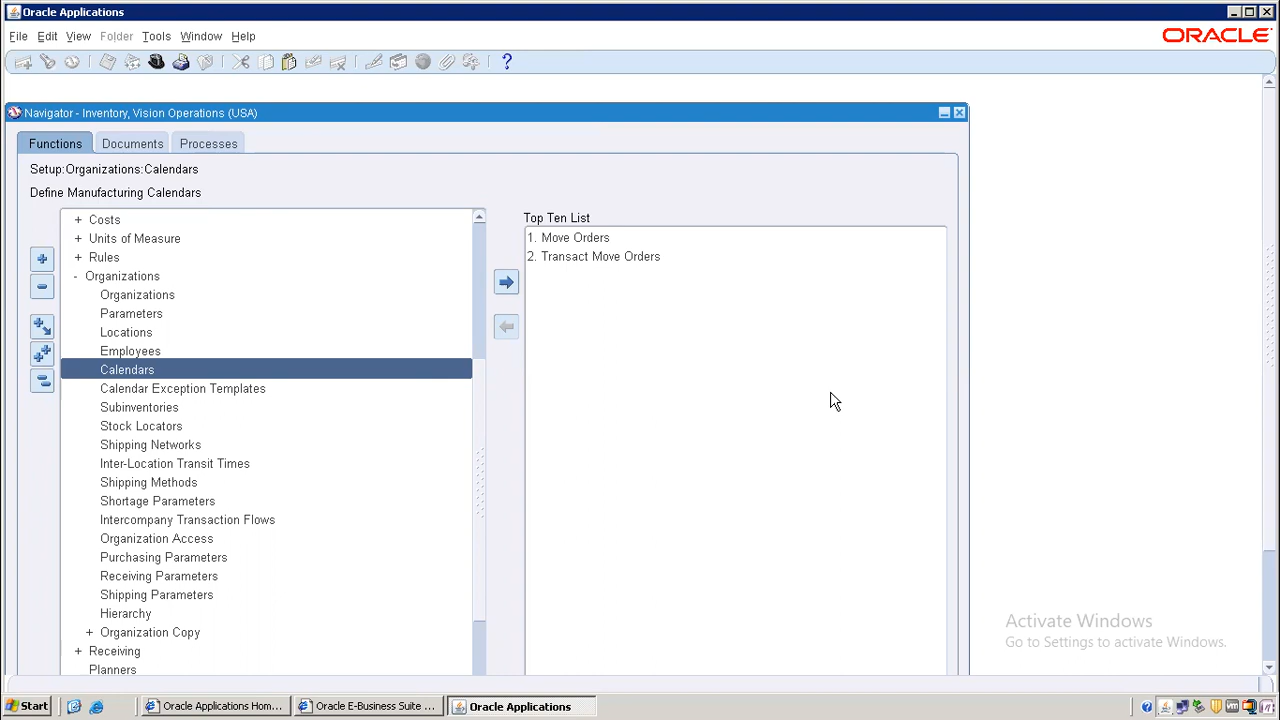 Oracle Applications
File Edit View Folder Tools Window Help
ORACLE
?
Navigator - Inventory, Vision Operations (USA)
Functions Documents Processes
Setup:Organizations:Calendars
Define Manufacturing Calendars
+ Costs
+ Units of Measure
+ Rules
- Organizations
Organizations
Parameters
Locations
Employees
Calendars
Calendar Exception Templates
Subinventories
Stock Locators
Shipping Networks
Inter-Location Transit Times
Shipping Methods
Shortage Parameters
Intercompany Transaction Flows
Organization Access
Purchasing Parameters
Receiving Parameters
Shipping Parameters
Hierarchy
+ Organization Copy
+ Receiving
Planners
Top Ten List
1. Move Orders
2. Transact Move Orders
Activate Windows
Go to Settings to activate Windows.
Start
Oracle Applications Hom...
Oracle E-Business Suite ...
Oracle Applications